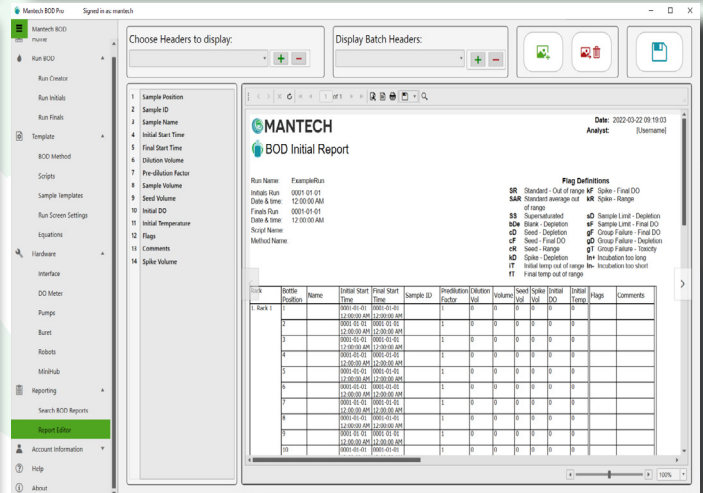 Mantech BOD Pro Signed in as: mantech
Mantech BOD
Home
Run BOD
Run Creator
Run Initials
Run Finals
Template
BOD Method
Scripts
Sample Templates
Run Screen Settings
Equations
Hardware
Interface
DO Meter
Pumps
Buret
Robots
MiniHub
Reporting
Search BOD Reports
Report Editor
Account Information
Help
About
Choose Headers to display:
Display Batch Headers:
1 Sample Position
2 Sample ID
3 Sample Name
4 Initial Start Time
5 Final Start Time
6 Dilution Volume
7 Pre-dilution Factor
8 Sample Volume
9 Seed Volume
10 Initial DO
11 Initial Temperature
12 Flags
13 Comments
14 Spike Volume
1 of 1
MANTECH
BOD Initial Report
Date: 2022-03-22 09:19:03
Analyst: [Username]
Run Name: ExampleRun
Initials Run 0001-01-01
Date & time: 12:00:00 AM
Finals Run 0001-01-01
Date & time: 12:00:00 AM
Script Name
Method Name
Flag Definitions
SR Standard - Out of range kF Spike - Final DO
SAR Standard average out kR Spike - Range
of range
SS Supersaturated sD Sample Limit - Depletion
bDe Blank - Depletion sF Sample Limit - Final DO
cD Seed - Depletion gF Group Failure - Final DO
cF Seed - Final DO gD Group Failure - Depletion
cR Seed - Range gT Group Failure - Toxicity
kD Spike - Depletion In+ Incubation too long
iT Initial temp out of range In- Incubation too short
fT Final temp out of range
Rack Bottle Position Name Initial Start Time Final Start Time Sample ID Predilution Factor Dilution Vol Volume Seed Vol Spike Vol Initial DO Initial Temp Flags Comments
1. Rack 1 1 0001-01-01 12:00:00 AM 0001-01-01 12:00:00 AM 1 0 0 0 0 0 0
2 0001-01-01 12:00:00 AM 0001-01-01 12:00:00 AM 1 0 0 0 0 0 0
3 0001-01-01 12:00:00 AM 0001-01-01 12:00:00 AM 1 0 0 0 0 0 0
4 0001-01-01 12:00:00 AM 0001-01-01 12:00:00 AM 1 0 0 0 0 0 0
5 0001-01-01 12:00:00 AM 0001-01-01 12:00:00 AM 1 0 0 0 0 0 0
6 0001-01-01 12:00:00 AM 0001-01-01 12:00:00 AM 1 0 0 0 0 0 0
7 0001-01-01 12:00:00 AM 0001-01-01 12:00:00 AM 1 0 0 0 0 0 0
8 0001-01-01 12:00:00 AM 0001-01-01 12:00:00 AM 1 0 0 0 0 0 0
9 0001-01-01 12:00:00 AM 0001-01-01 12:00:00 AM 1 0 0 0 0 0 0
10 0001-01-01 12:00:00 AM 0001-01-01 12:00:00 AM 1 0 0 0 0 0 0
100%